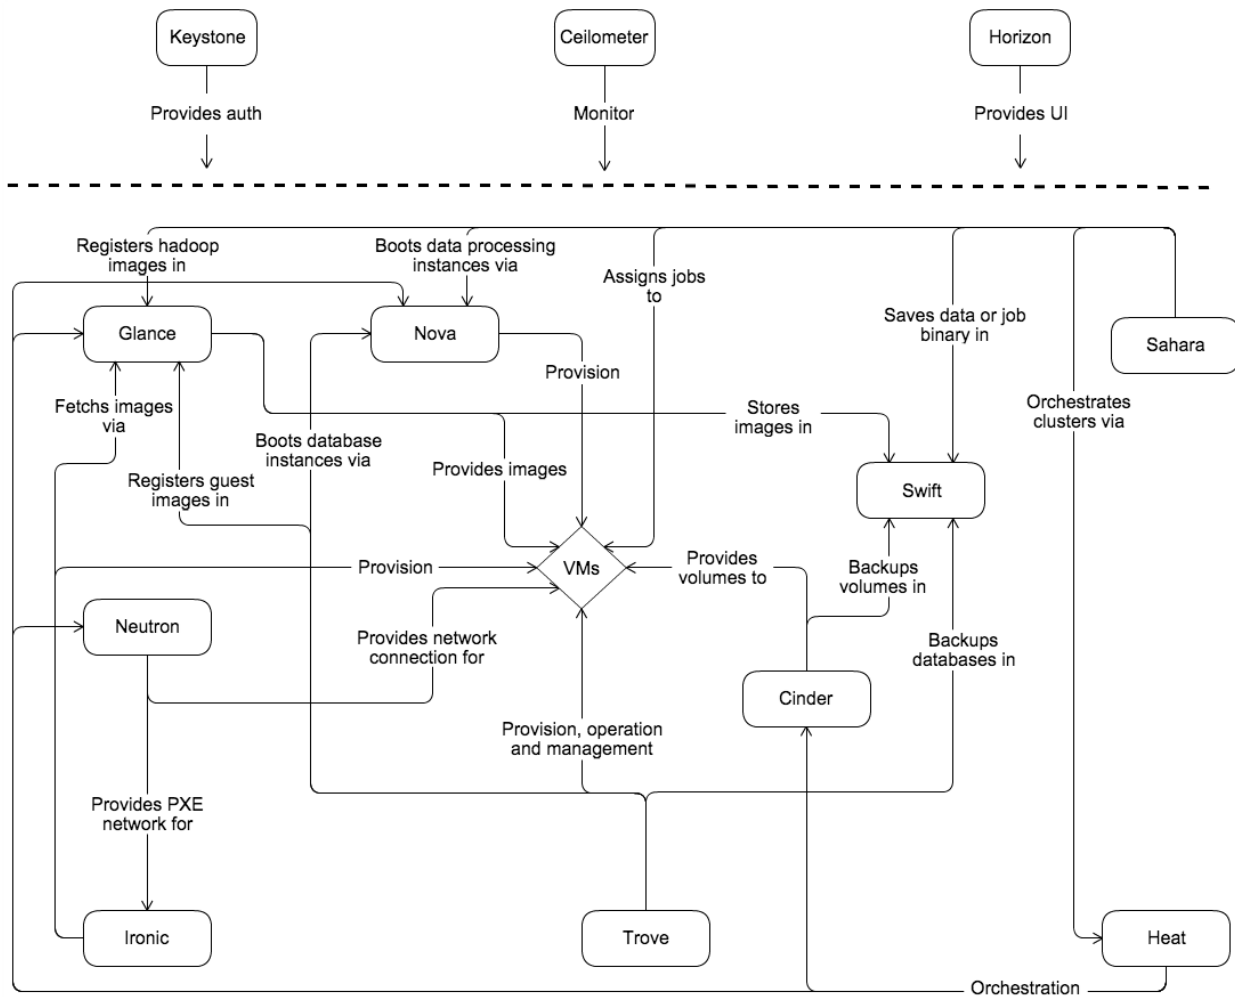 Keystone
Ceilometer
Horizon
Provides auth
Monitor
Provides UI
Registers hadoop
images in
Boots data processing
instances via
Assigns jobs
to
Saves data or job
binary in
Glance
Nova
Sahara
Provision
Fetchs images
via
Stores
images in
Orchestrates
clusters via
Boots database
instances via
Provides images
Registers guest
images in
Swift
Provision
VMs
Provides
volumes to
Backups
volumes in
Neutron
Provides network
connection for
Backups
databases in
Cinder
Provision, operation
and management
Provides PXE
network for
Ironic
Trove
Heat
Orchestration